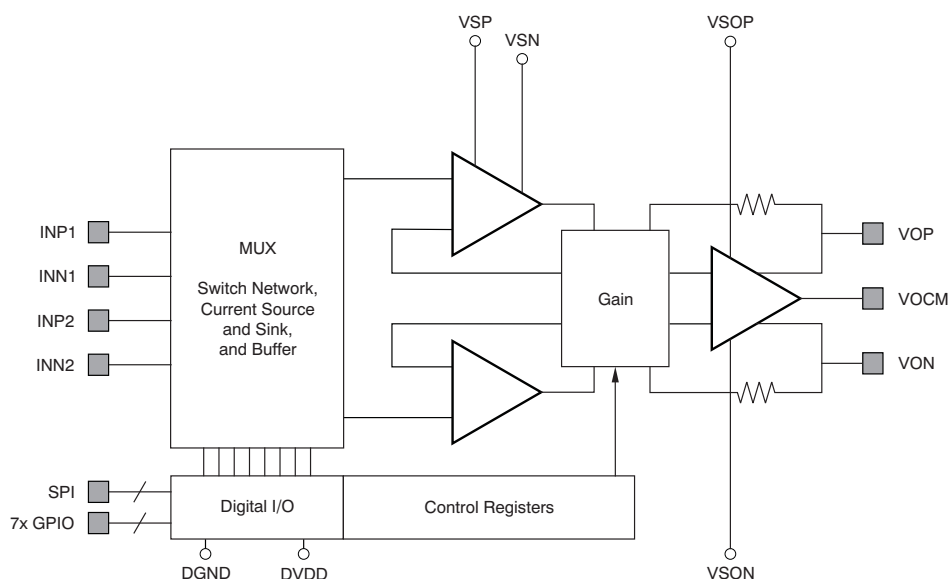 VSP
VSN
VSOP
INP1
INN1
INP2
INN2
MUX
Switch Network,
Current Source
and Sink,
and Buffer
Gain
VOP
VOCM
VON
SPI
7x GPIO
Digital I/O
Control Registers
DGND
DVDD
VSON